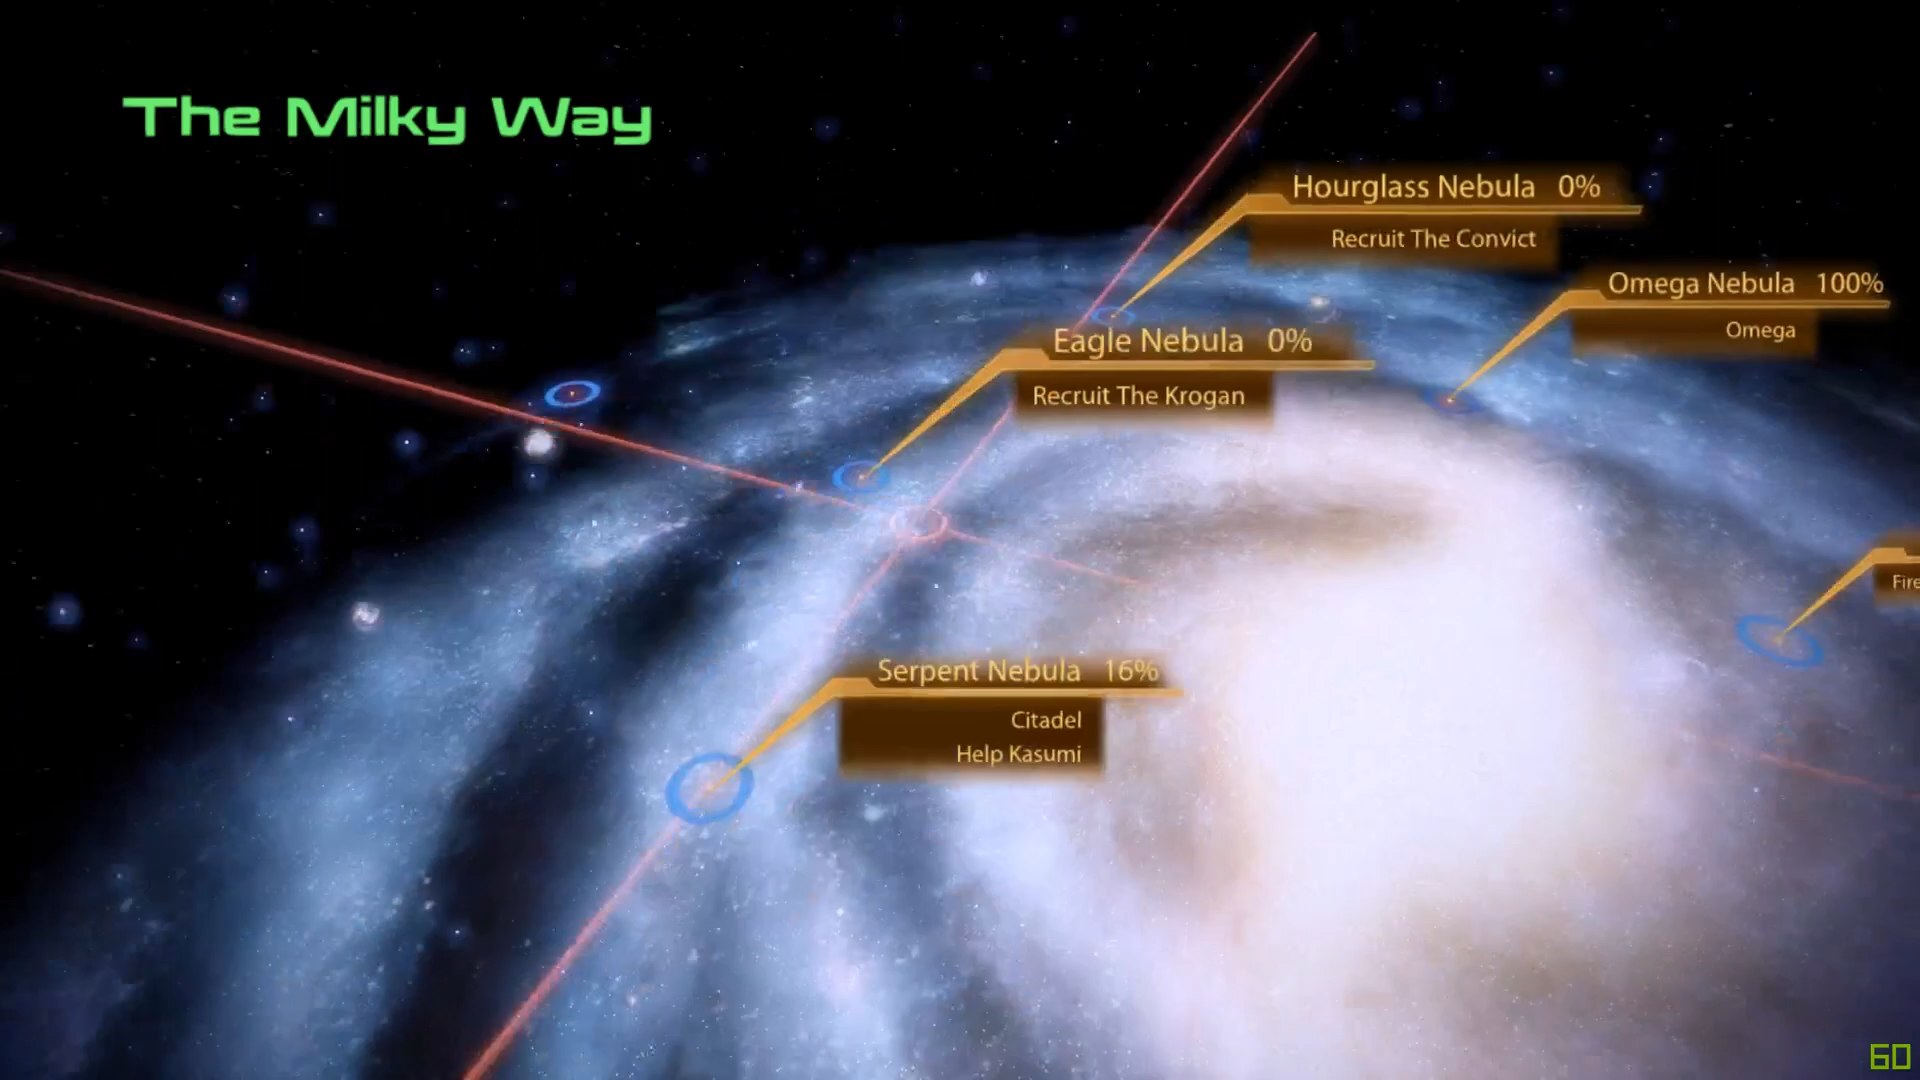 The Milky Way
Hourglass Nebula 0%
Recruit The Convict
Omega Nebula 100%
Omega
Eagle Nebula 0%
Recruit The Krogan
Fire
Serpent Nebula 16%
Citadel
Help Kasumi
60